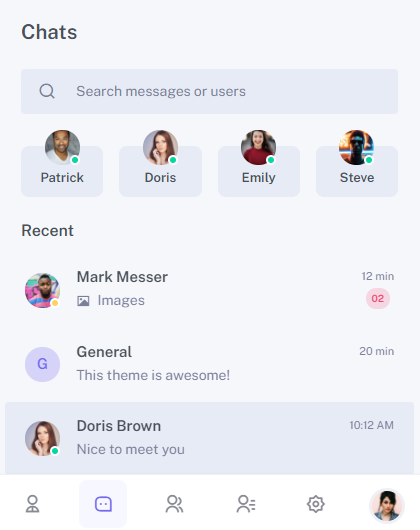 Chats
Search messages or users
Patrick
Doris
Emily
Steve
Recent
Mark Messer
12 min
Images
02
G
General
20 min
This theme is awesome!
Doris Brown
10:12 AM
Nice to meet you